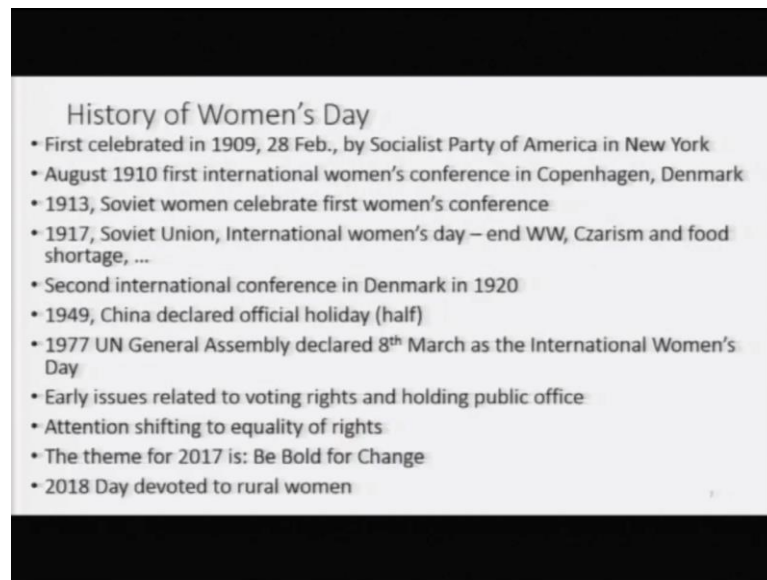 History of Women's Day
• First celebrated in 1909, 28 Feb., by Socialist Party of America in New York
• August 1910 first international women's conference in Copenhagen, Denmark
• 1913, Soviet women celebrate first women's conference
• 1917, Soviet Union, International women's day – end WW, Czarism and food
shortage, ...
• Second international conference in Denmark in 1920
• 1949, China declared official holiday (half)
• 1977 UN General Assembly declared 8th March as the International Women's
Day
• Early issues related to voting rights and holding public office
• Attention shifting to equality of rights
• The theme for 2017 is: Be Bold for Change
• 2018 Day devoted to rural women